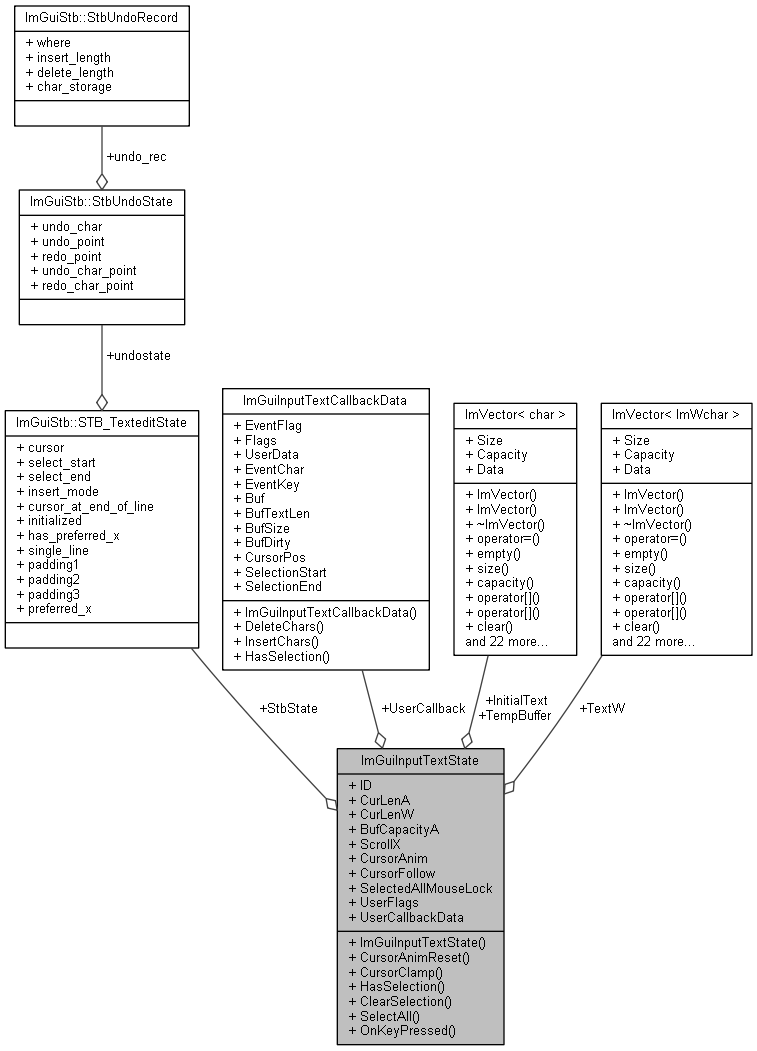 ImGuiStb::StbUndoRecord
+ where
+ insert_length
+ delete_length
+ char_storage
+undo_rec
ImGuiStb::StbUndoState
+ undo_char
+ undo_point
+ redo_point
+ undo_char_point
+ redo_char_point
+undostate
ImGuiStb::STB_TexteditState
+ cursor
+ select_start
+ select_end
+ insert_mode
+ cursor_at_end_of_line
+ initialized
+ has_preferred_x
+ single_line
+ padding1
+ padding2
+ padding3
+ preferred_x
ImGuiInputTextCallbackData
+ EventFlag
+ Flags
+ UserData
+ EventChar
+ EventKey
+ Buf
+ BufTextLen
+ BufSize
+ BufDirty
+ CursorPos
+ SelectionStart
+ SelectionEnd
+ ImGuiInputTextCallbackData()
+ DeleteChars()
+ InsertChars()
+ HasSelection()
ImVector< char >
+ Size
+ Capacity
+ Data
+ ImVector()
+ ImVector()
+ ~ImVector()
+ operator=()
+ empty()
+ size()
+ capacity()
+ operator[]()
+ operator[]()
+ clear()
and 22 more...
ImVector< ImWchar >
+ Size
+ Capacity
+ Data
+ ImVector()
+ ImVector()
+ ~ImVector()
+ operator=()
+ empty()
+ size()
+ capacity()
+ operator[]()
+ operator[]()
+ clear()
and 22 more...
+StbState
+UserCallback
+InitialText
+TempBuffer
+TextW
ImGuiInputTextState
+ ID
+ CurLenA
+ CurLenW
+ BufCapacityA
+ ScrollX
+ CursorAnim
+ CursorFollow
+ SelectedAllMouseLock
+ UserFlags
+ UserCallbackData
+ ImGuiInputTextState()
+ CursorAnimReset()
+ CursorClamp()
+ HasSelection()
+ ClearSelection()
+ SelectAll()
+ OnKeyPressed()